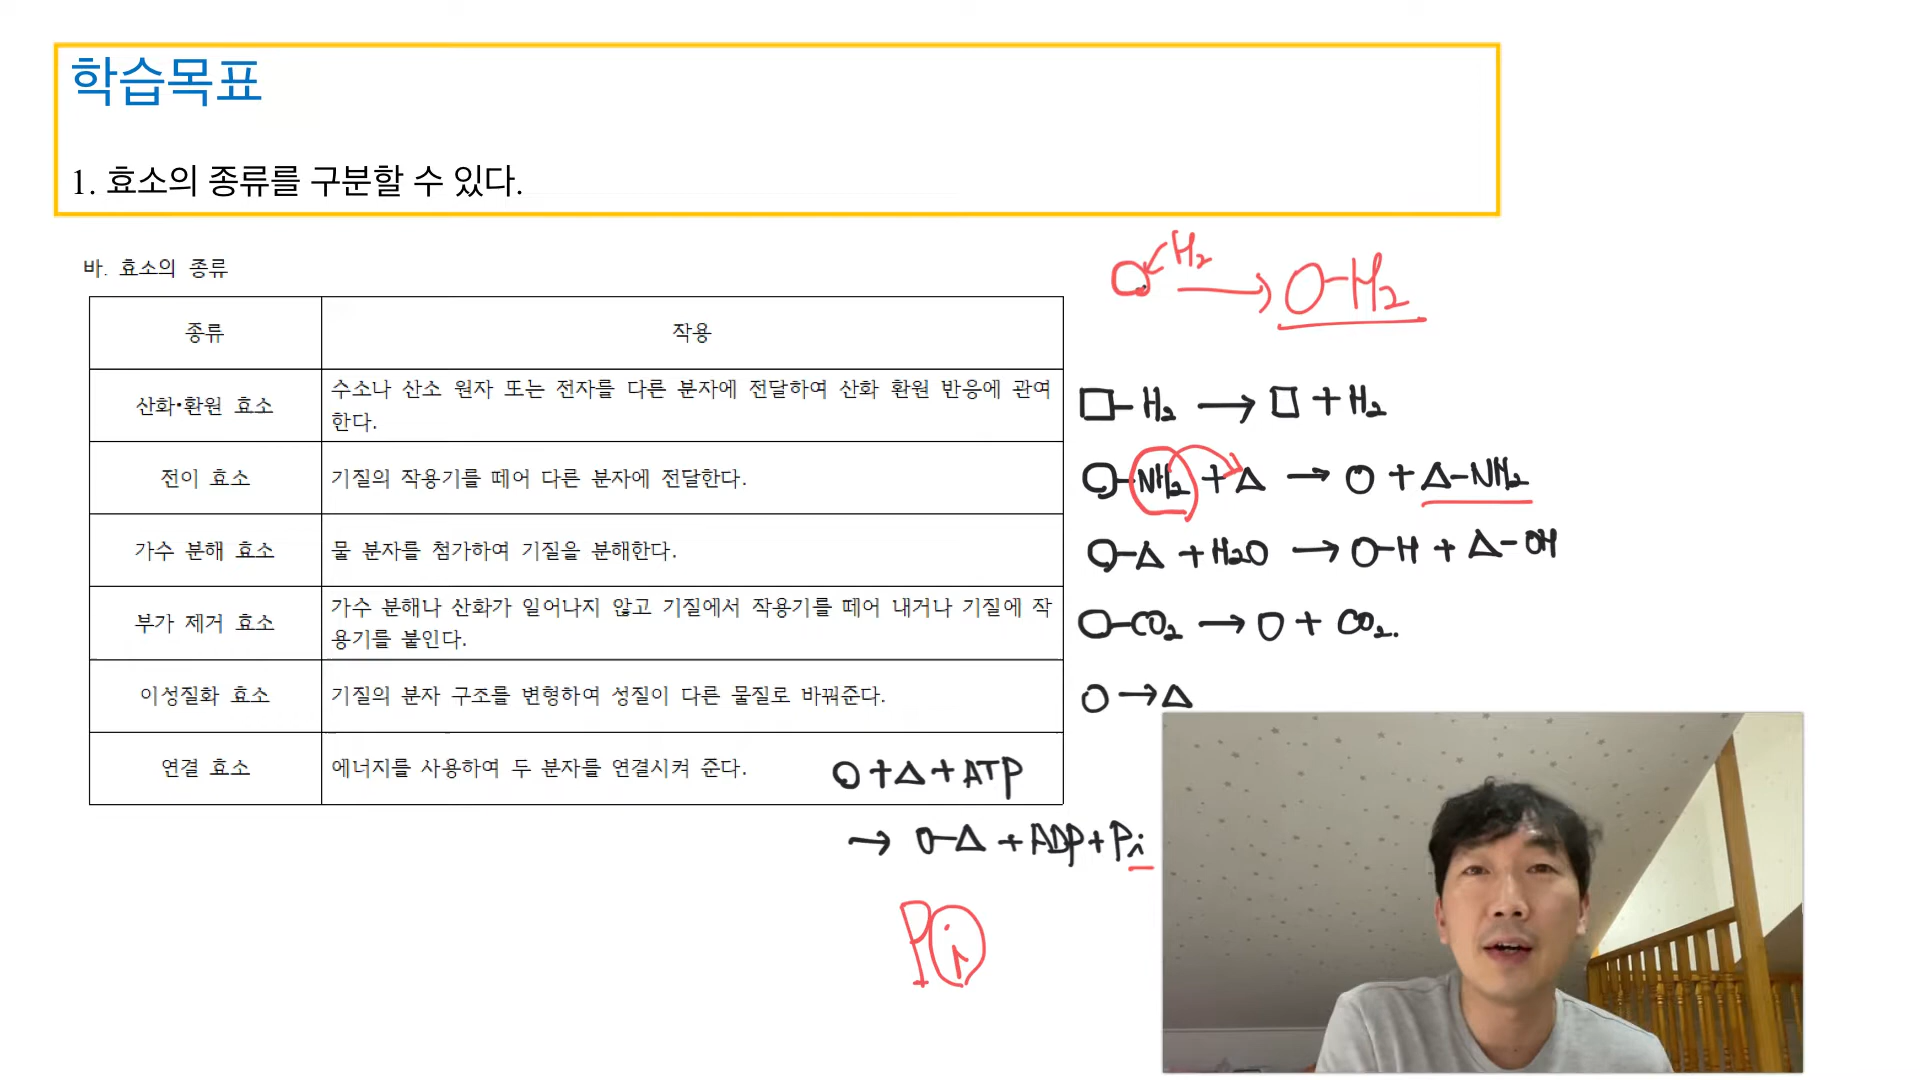 학습목표
1. 효소의 종류를 구분할 수 있다.
바. 효소의 종류
종류 작용
산화•환원 효소 수소나 산소 원자 또는 전자를 다른 분자에 전달하여 산화 환원 반응에 관여
한다.
전이 효소 기질의 작용기를 떼어 다른 분자에 전달한다.
가수 분해 효소 물 분자를 첨가하여 기질을 분해한다.
부가 제거 효소 가수 분해나 산화가 일어나지 않고 기질에서 작용기를 떼어 내거나 기질에 작
용기를 붙인다.
이성질화 효소 기질의 분자 구조를 변형하여 성질이 다른 물질로 바꿔준다.
연결 효소 에너지를 사용하여 두 분자를 연결시켜 준다.
○ H₂ → ○-H₂
□-H₂ → □ + H₂
○-NH₂ + △ → ○ + △-NH₂
○-△ + H₂O → ○-H + △-OH
○-CO₂ → ○ + CO₂.
○ → △
○ + △ + ATP
→ ○-△ + ADP + Pi
Pi